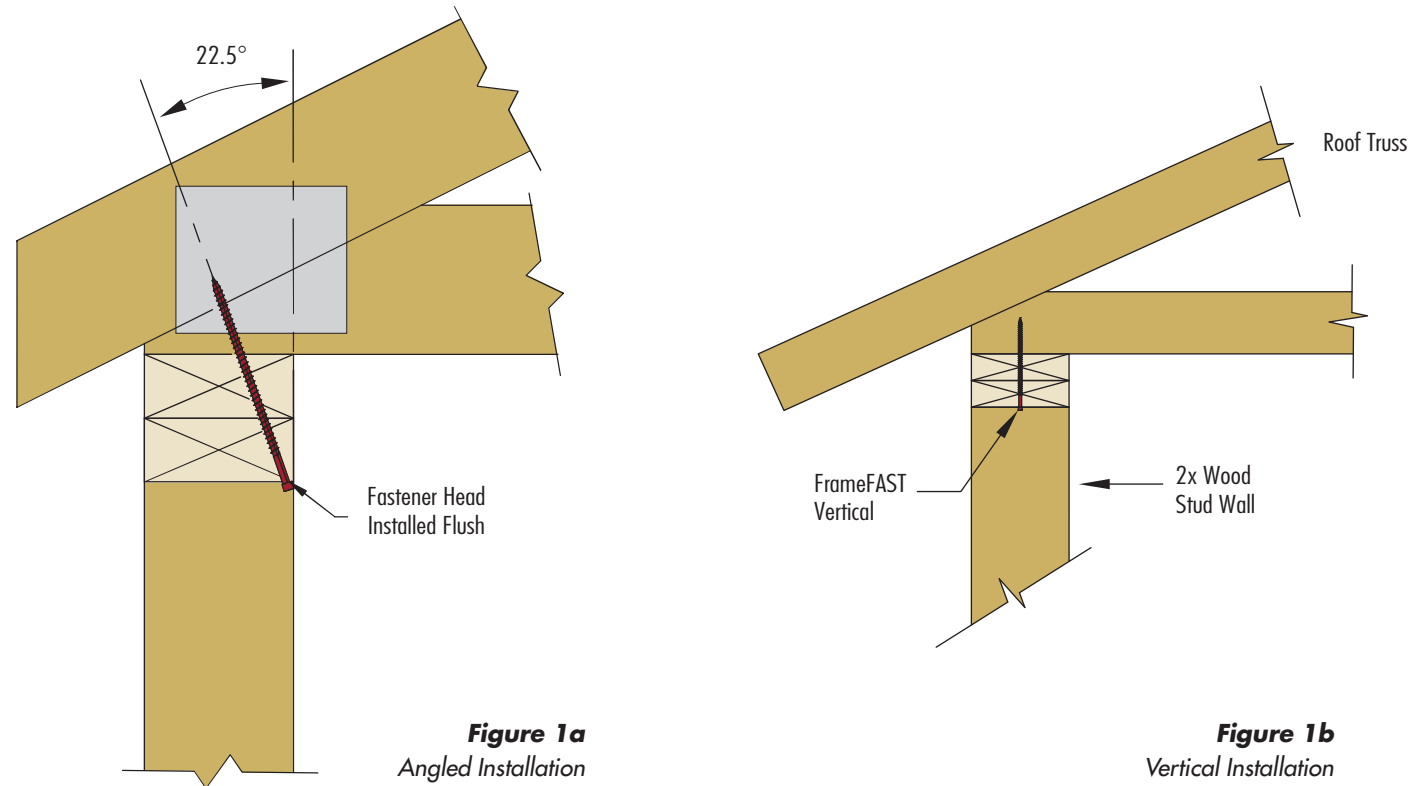 22.5°
Fastener Head
Installed Flush
Figure 1a
Angled Installation
Roof Truss
FrameFAST
Vertical
2x Wood
Stud Wall
Figure 1b
Vertical Installation